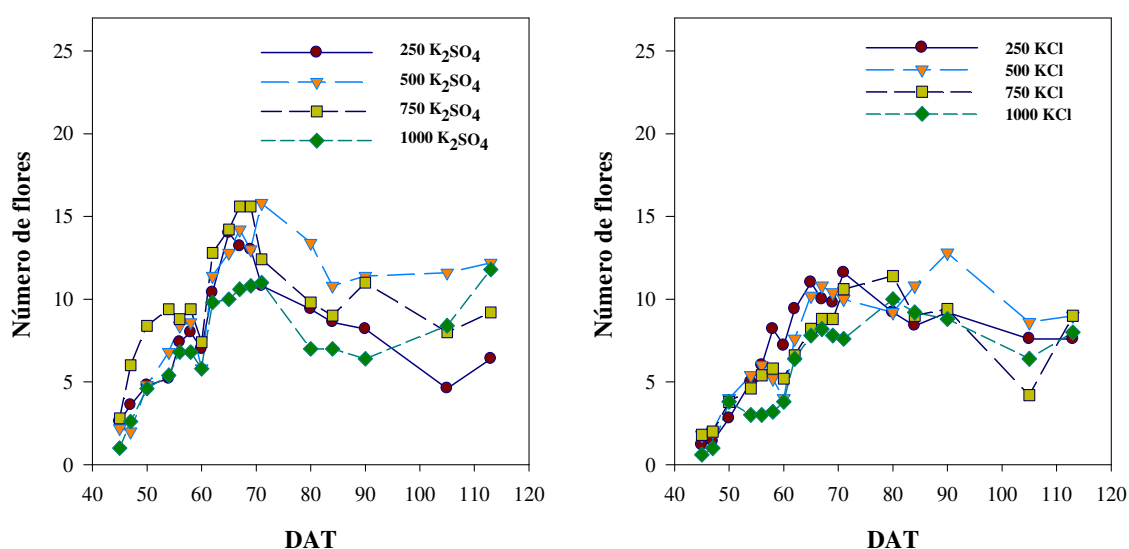 25
20
15
10
5
0
Número de flores
250 K2SO4
500 K2SO4
750 K2SO4
1000 K2SO4
40 50 60 70 80 90 100 110 120
DAT
25
20
15
10
5
0
Número de flores
250 KCl
500 KCl
750 KCl
1000 KCl
40 50 60 70 80 90 100 110 120
DAT